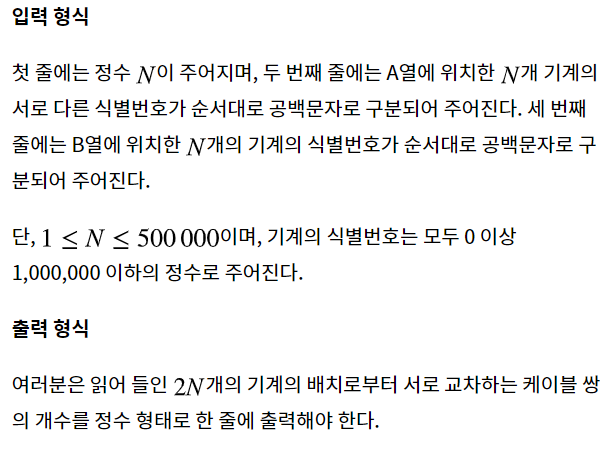 입력 형식
첫 줄에는 정수 N이 주어지며, 두 번째 줄에는 A열에 위치한 N개 기계의
서로 다른 식별번호가 순서대로 공백문자로 구분되어 주어진다. 세 번째
줄에는 B열에 위치한 N개의 기계의 식별번호가 순서대로 공백문자로 구
분되어 주어진다.
단, 1 ≤ N ≤ 500 000이며, 기계의 식별번호는 모두 0 이상
1,000,000 이하의 정수로 주어진다.
출력 형식
여러분은 읽어 들인 2N개의 기계의 배치로부터 서로 교차하는 케이블 쌍
의 개수를 정수 형태로 한 줄에 출력해야 한다.